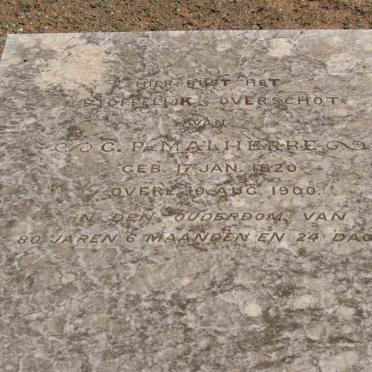 HIER RUST HET
STOFFELIJK OVERSCHOT
VAN
C. P. MALHERBE
GEB. 17 JAN. 1820
OVERL. 10 AUG. 1900.
IN DEN OUDERDOM VAN
80 JAREN 6 MAANDEN EN 24 DAG